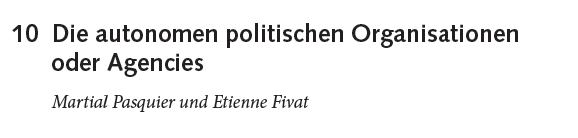 10 Die autonomen politischen Organisationen
oder Agencies
Martial Pasquier und Etienne Fivat